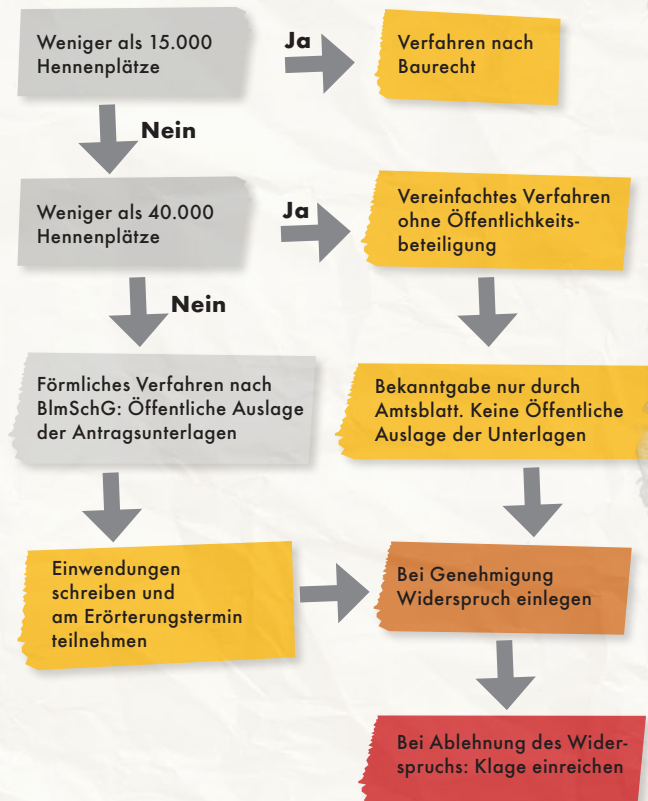 Weniger als 15.000
Hennenplätze
Ja
Verfahren nach
Baurecht
Nein
Weniger als 40.000
Hennenplätze
Ja
Vereinfachtes Verfahren
ohne Öffentlichkeits-
beteiligung
Nein
Förmliches Verfahren nach
BImSchG: Öffentliche Auslage
der Antragsunterlagen
Bekanntgabe nur durch
Amtsblatt. Keine Öffentliche
Auslage der Unterlagen
Einwendungen
schreiben und
am Erörterungstermin
teilnehmen
Bei Genehmigung
Widerspruch einlegen
Bei Ablehnung des Wider-
spruchs: Klage einreichen